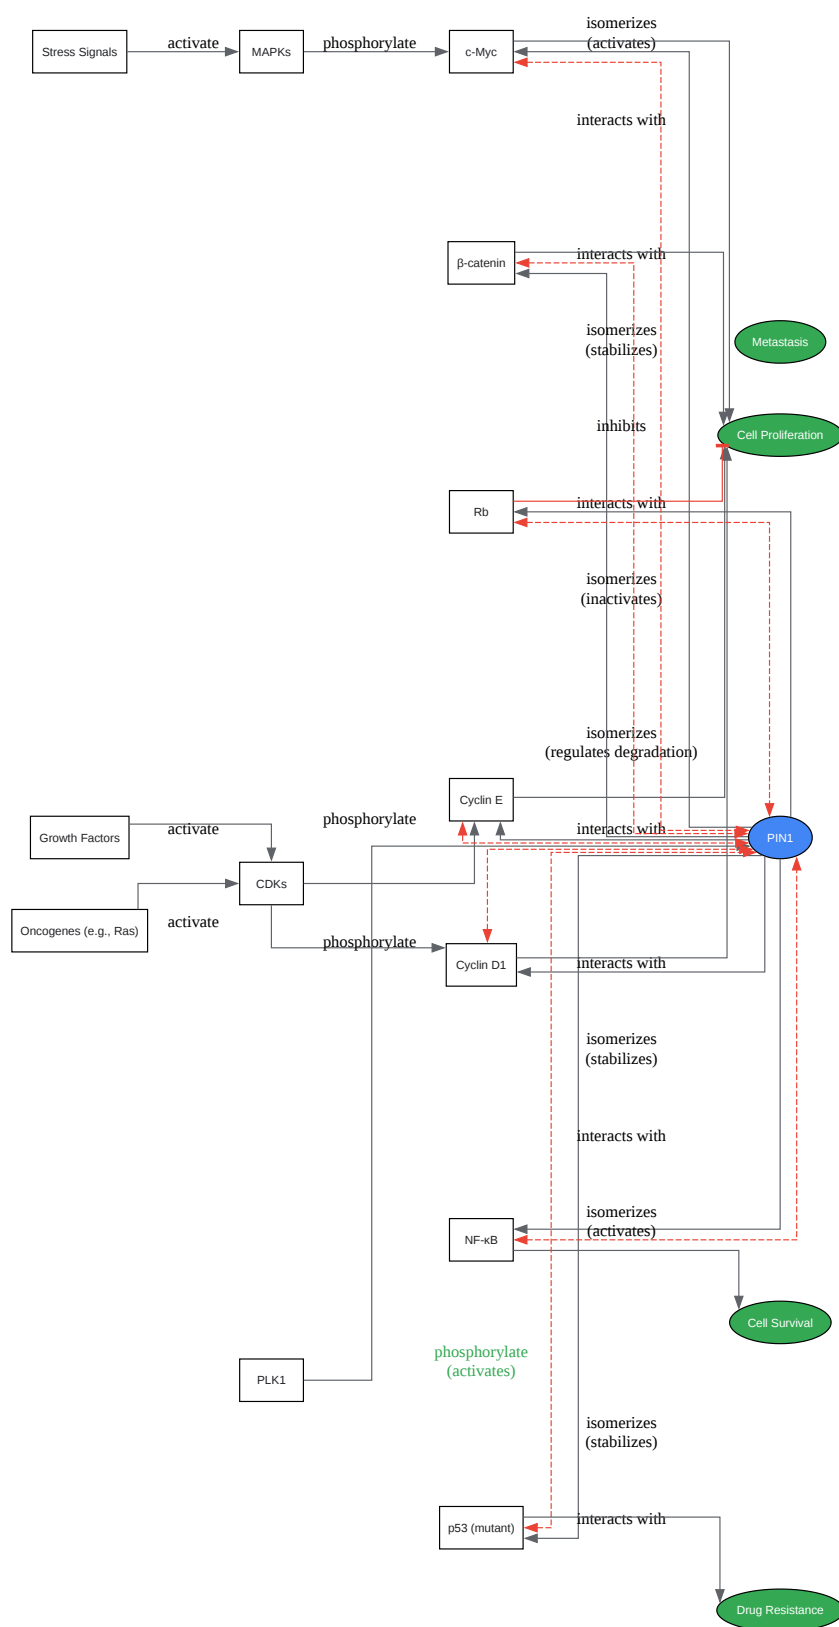 isomerizes
(activates)
Stress Signals
activate
MAPKs
phosphorylate
c-Myc
interacts with
β-catenin
interacts with
isomerizes
(stabilizes)
Metastasis
inhibits
Cell Proliferation
Rb
interacts with
isomerizes
(inactivates)
isomerizes
(regulates degradation)
Cyclin E
phosphorylate
Growth Factors
activate
interacts with
PIN1
CDKs
Oncogenes (e.g., Ras)
activate
phosphorylate
Cyclin D1
interacts with
isomerizes
(stabilizes)
interacts with
isomerizes
(activates)
NF-κB
Cell Survival
phosphorylate
(activates)
PLK1
isomerizes
(stabilizes)
p53 (mutant)
interacts with
Drug Resistance